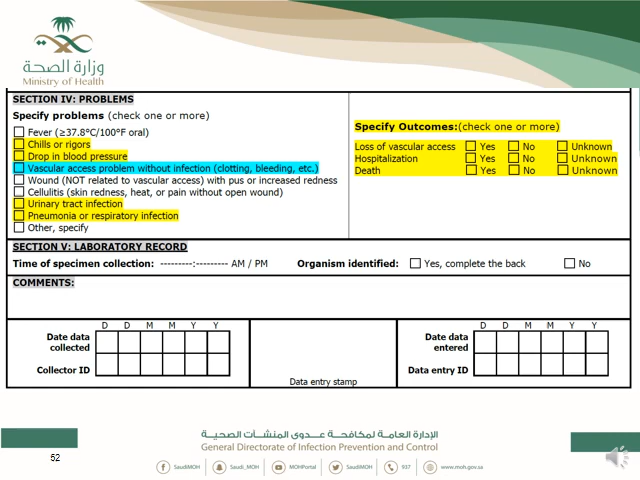 وزارة الصحة
Ministry of Health
SECTION IV: PROBLEMS
Specify problems (check one or more)
Fever (≥37.8°C/100°F oral)
Chills or rigors
Drop in blood pressure
Vascular access problem without infection (clotting, bleeding, etc.)
Wound (NOT related to vascular access) with pus or increased redness
Cellulitis (skin redness, heat, or pain without open wound)
Urinary tract infection
Pneumonia or respiratory infection
Other, specify
Specify Outcomes:(check one or more)
Loss of vascular access Yes No Unknown
Hospitalization Yes No Unknown
Death Yes No Unknown
SECTION V: LABORATORY RECORD
Time of specimen collection: ---------:--------- AM / PM Organism identified: Yes, complete the back No
COMMENTS:
D D M M Y Y
Date data collected
Collector ID
Data entry stamp
D D M M Y Y
Date data entered
Data entry ID
الإدارة العامة لمكافحة عدوى المنشآت الصحية
General Directorate of Infection Prevention and Control
52
SaudiMOH Saudi_MOH MOHPortal SaudiMOH 937 www.moh.gov.sa